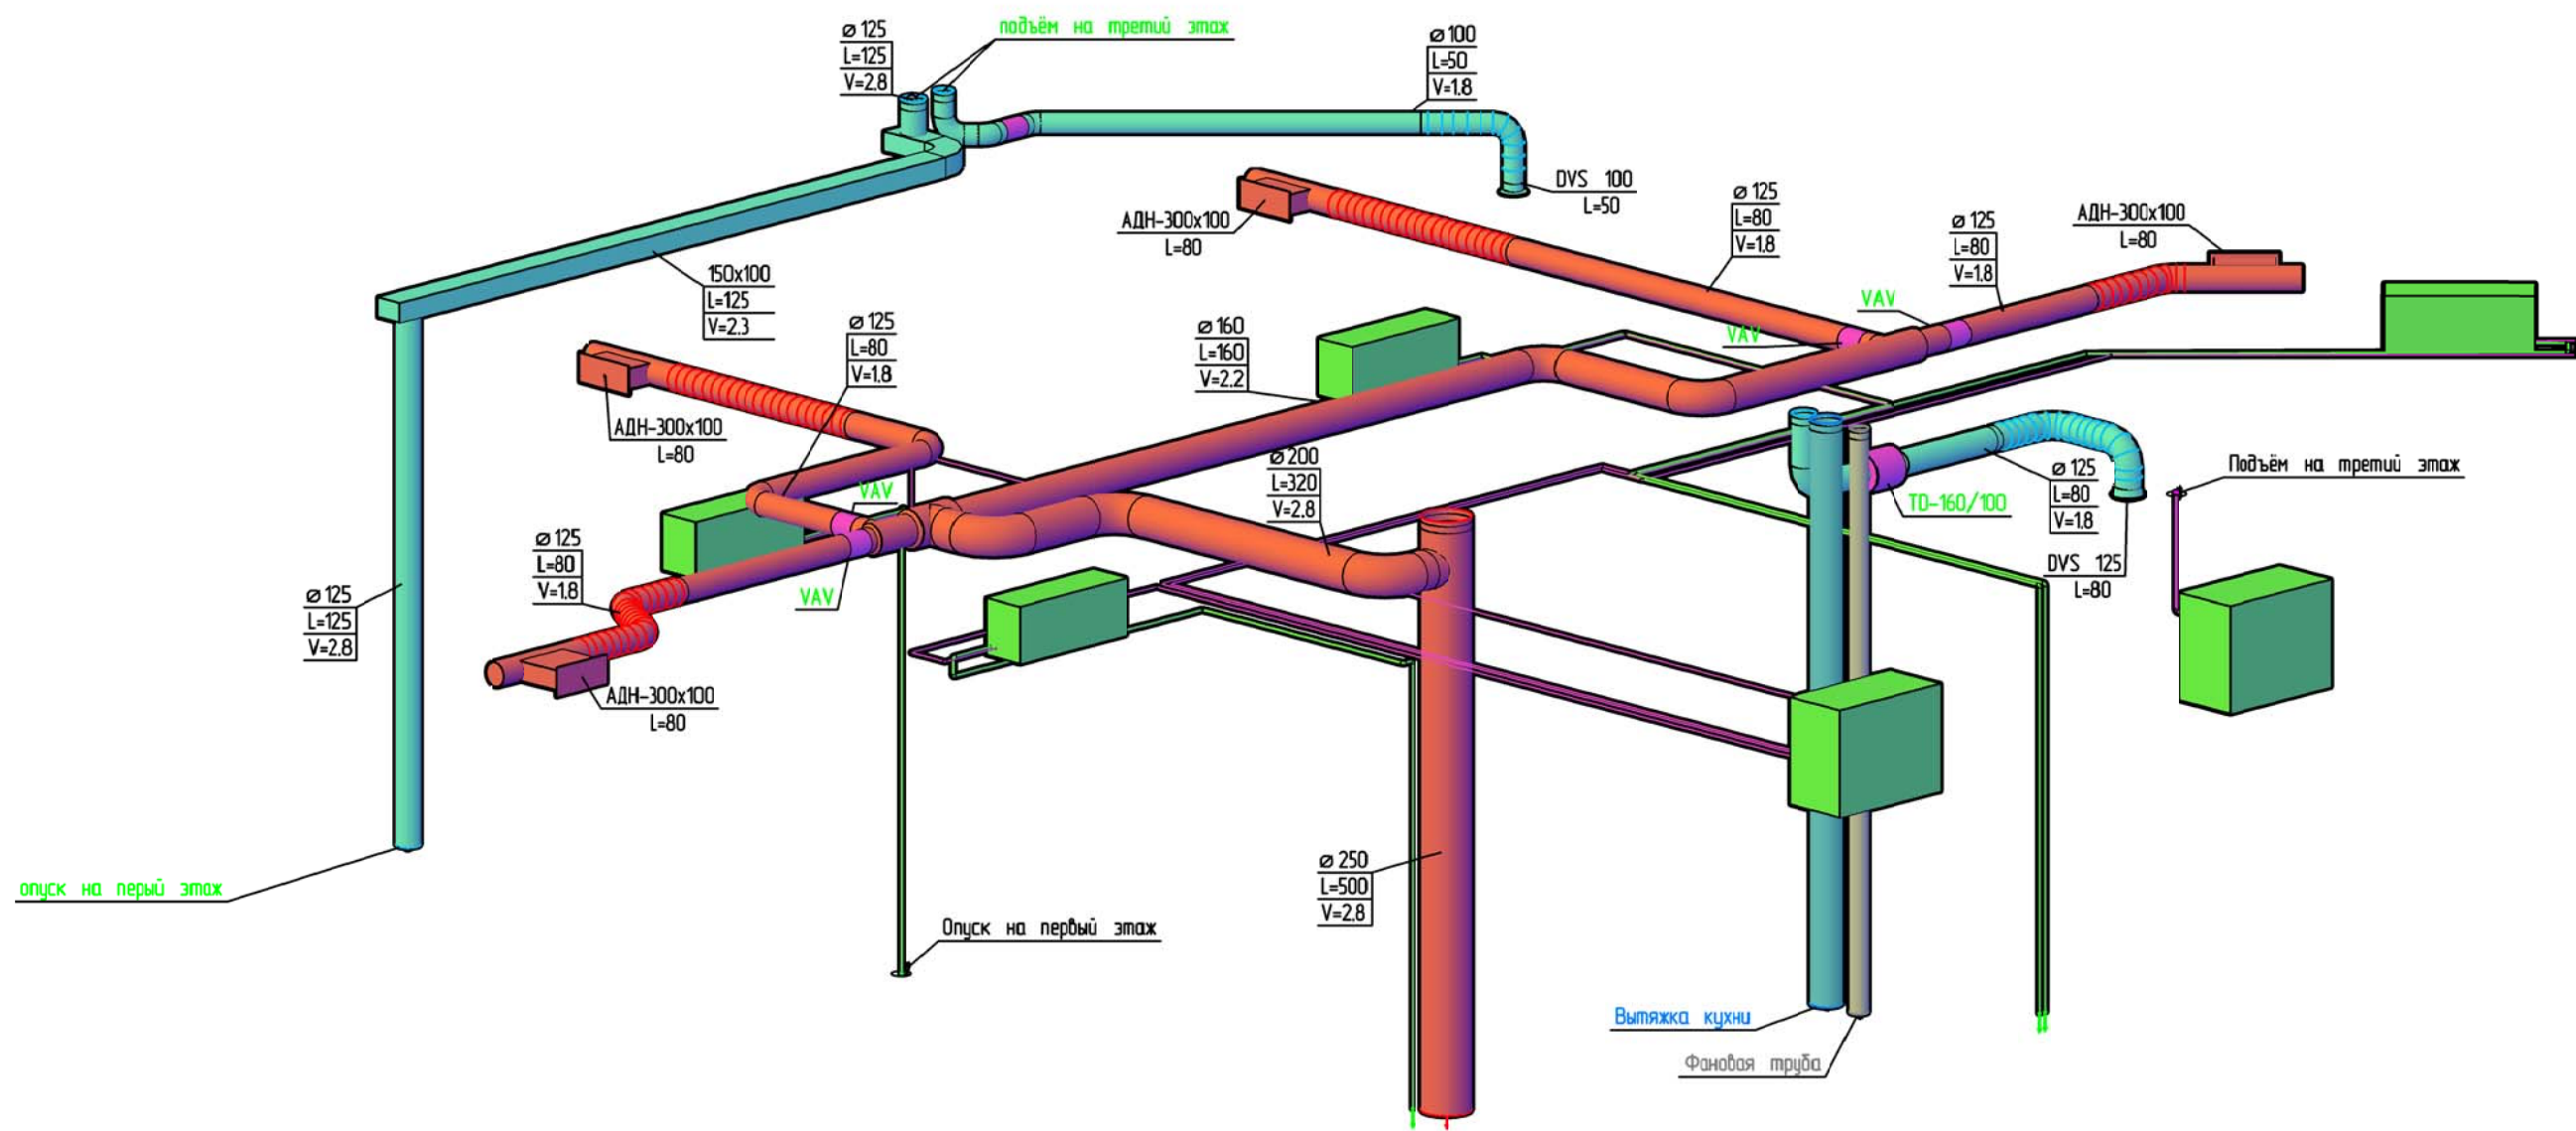 ⌀125
L=125
V=2.8
подъём на третий этаж
⌀100
L=50
V=1.8
DVS 100
L=50
АДН-300х100
L=80
⌀125
L=80
V=1.8
⌀125
L=80
V=1.8
АДН-300х100
L=80
150х100
L=125
V=2.3
⌀125
L=80
V=1.8
⌀160
L=160
V=2.2
VAV
VAV
АДН-300х100
L=80
⌀200
L=320
V=2.8
VAV
⌀125
L=80
V=1.8
VAV
TD-160/100
⌀125
L=80
V=1.8
Подъём на третий этаж
DVS 125
L=80
⌀125
L=125
V=2.8
АДН-300х100
L=80
опуск на перый этаж
⌀250
L=500
V=2.8
Опуск на первый этаж
Вытяжка кухни
Фановая труба